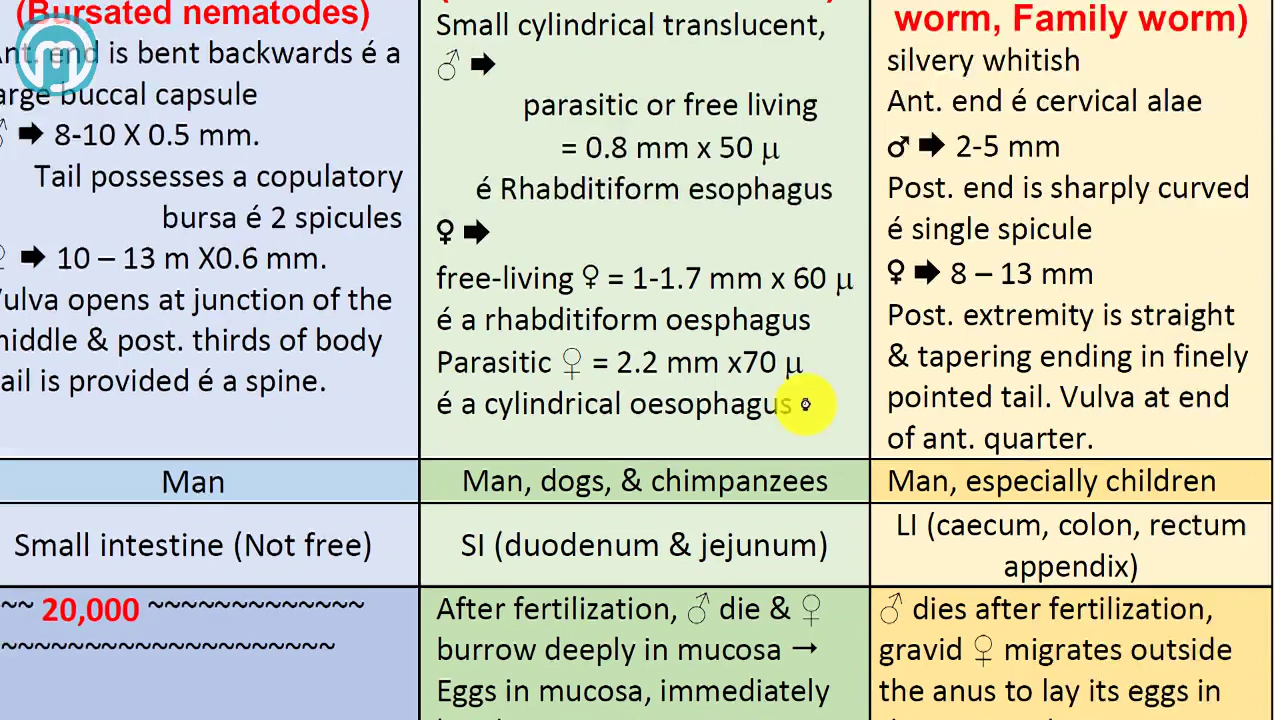 (Bursated nematodes)
Ant. end is bent backwards é a
large buccal capsule
♂ ➡ 8-10 X 0.5 mm.
Tail possesses a copulatory
bursa é 2 spicules
♀ ➡ 10 – 13 m X0.6 mm.
Vulva opens at junction of the
middle & post. thirds of body
Tail is provided é a spine.
Man
Small intestine (Not free)
~~ 20,000 ~~~~~~~~~~~~~
~~~~~~~~~~~~~~~~~~~~
Small cylindrical translucent,
♂ ➡
parasitic or free living
= 0.8 mm x 50 µ
é Rhabditiform esophagus
♀ ➡
free-living ♀ = 1-1.7 mm x 60 µ
é a rhabditiform oesphagus
Parasitic ♀ = 2.2 mm x70 µ
é a cylindrical oesophagus
Man, dogs, & chimpanzees
SI (duodenum & jejunum)
After fertilization, ♂ die & ♀
burrow deeply in mucosa →
Eggs in mucosa, immediately
worm, Family worm)
silvery whitish
Ant. end é cervical alae
♂ ➡ 2-5 mm
Post. end is sharply curved
é single spicule
♀ ➡ 8 – 13 mm
Post. extremity is straight
& tapering ending in finely
pointed tail. Vulva at end
of ant. quarter.
Man, especially children
LI (caecum, colon, rectum
appendix)
♂ dies after fertilization,
gravid ♀ migrates outside
the anus to lay its eggs in